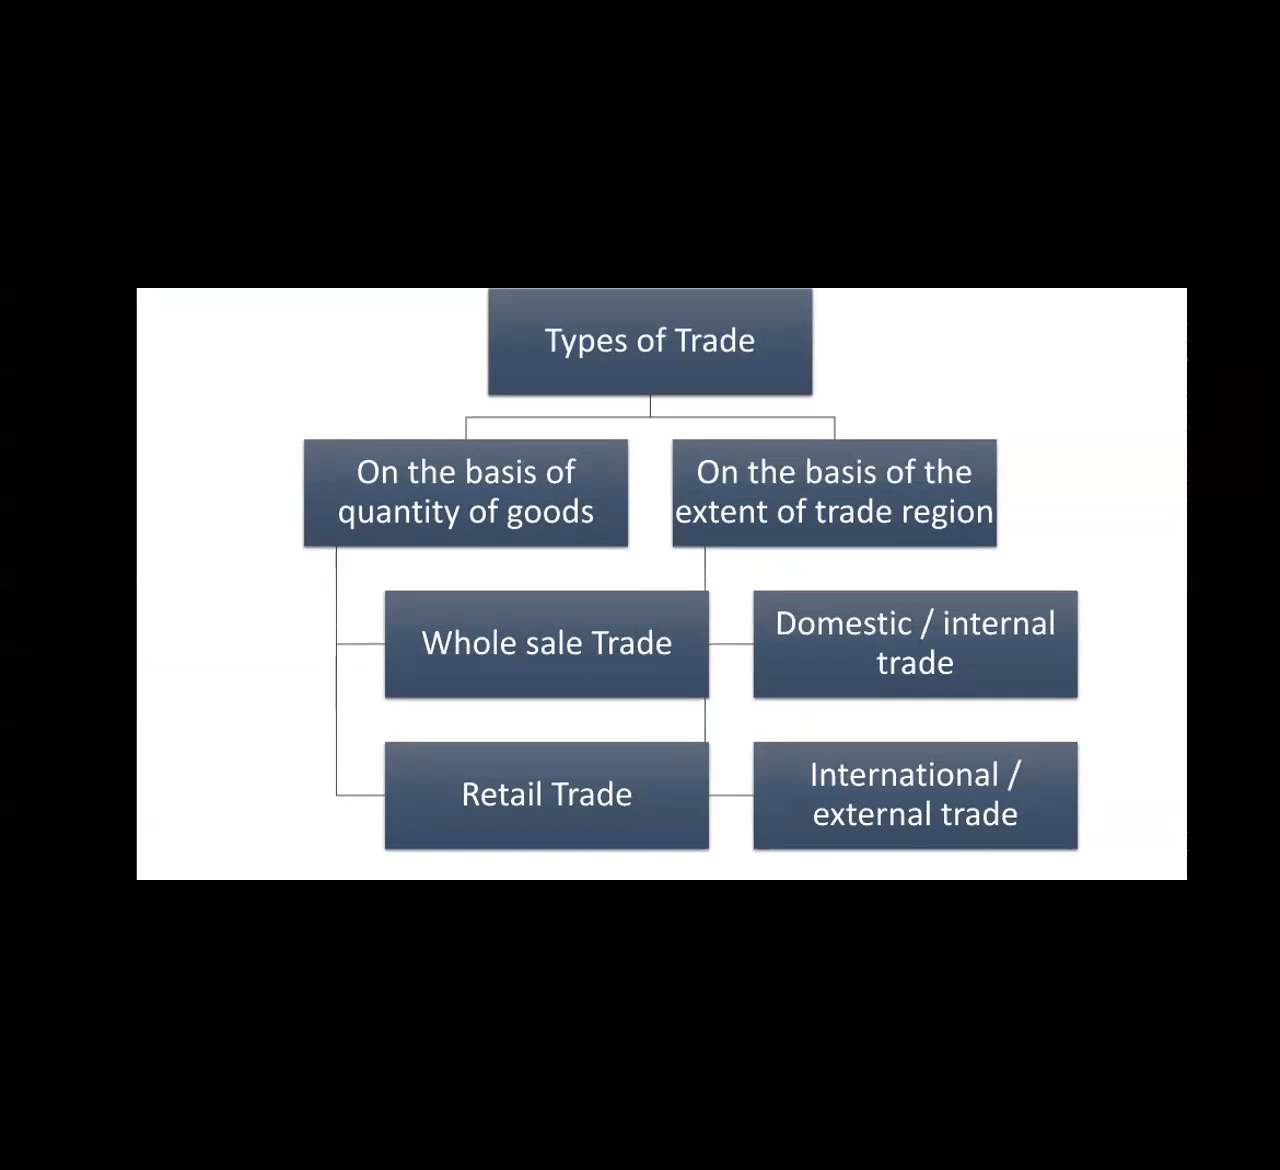 Types of Trade
On the basis of
quantity of goods
On the basis of the
extent of trade region
Whole sale Trade
Domestic / internal
trade
Retail Trade
International /
external trade